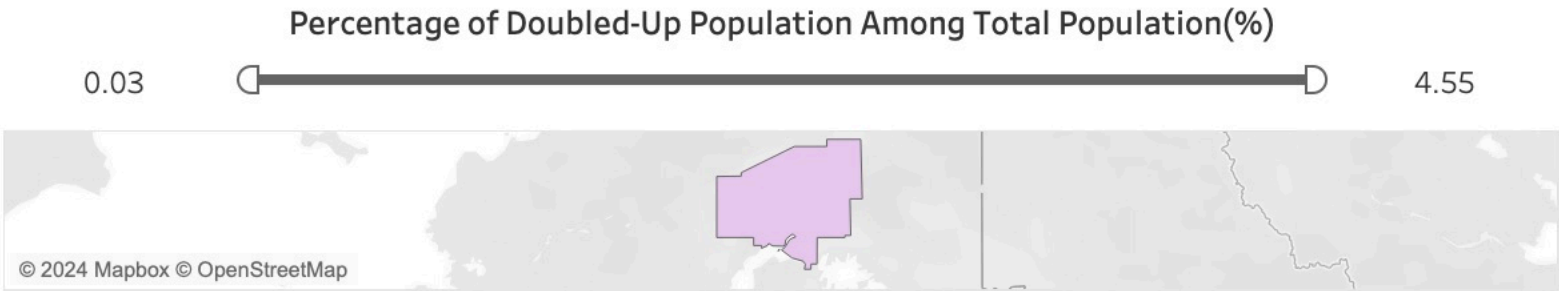 Percentage of Doubled-Up Population Among Total Population(%)
0.03 4.55
© 2024 Mapbox © OpenStreetMap